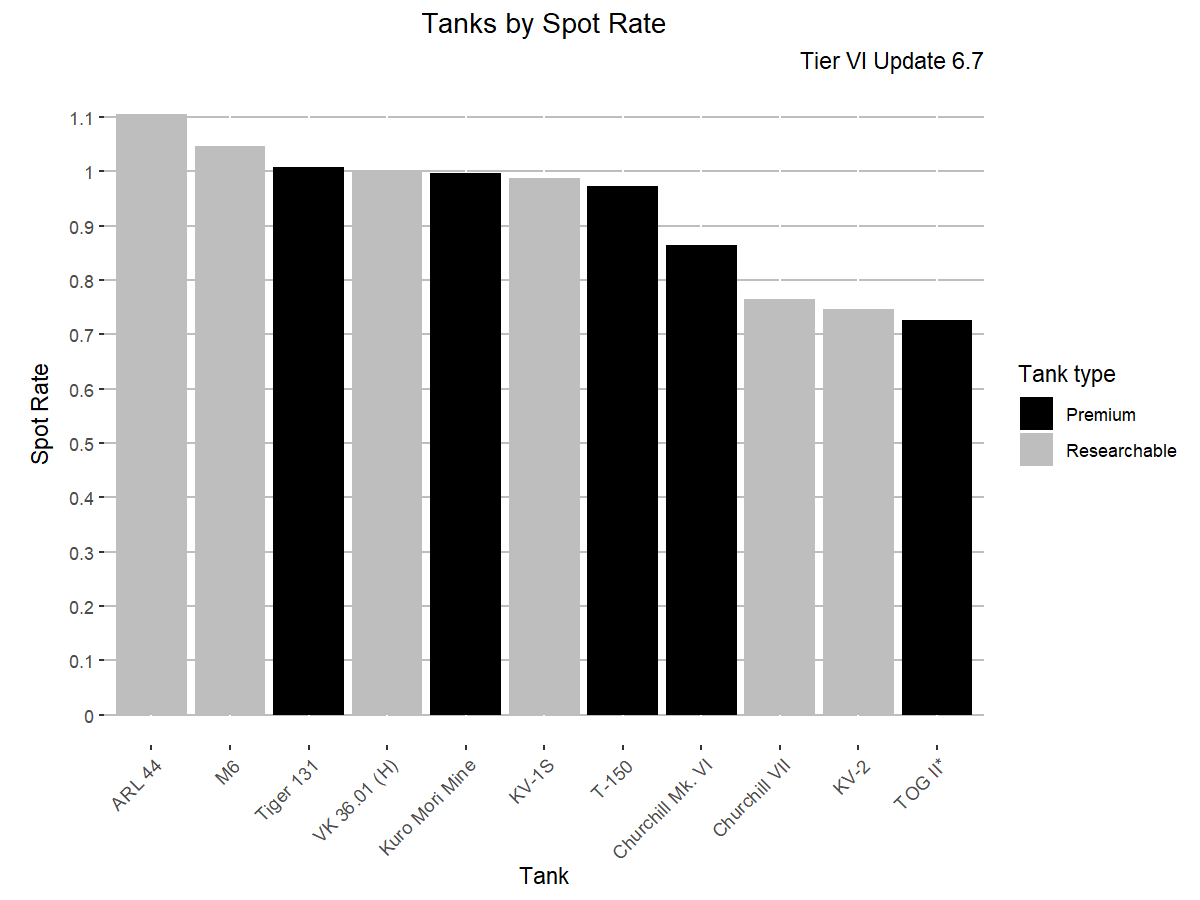 Tanks by Spot Rate
Tier VI Update 6.7
Spot Rate
1.1
1
0.9
0.8
0.7
0.6
0.5
0.4
0.3
0.2
0.1
0
ARL 44
M6
Tiger 131
VK 36.01 (H)
Kuro Mori Mine
KV-1S
T-150
Churchill Mk. VI
Churchill VII
KV-2
TOG II*
Tank
Tank type
Premium
Researchable